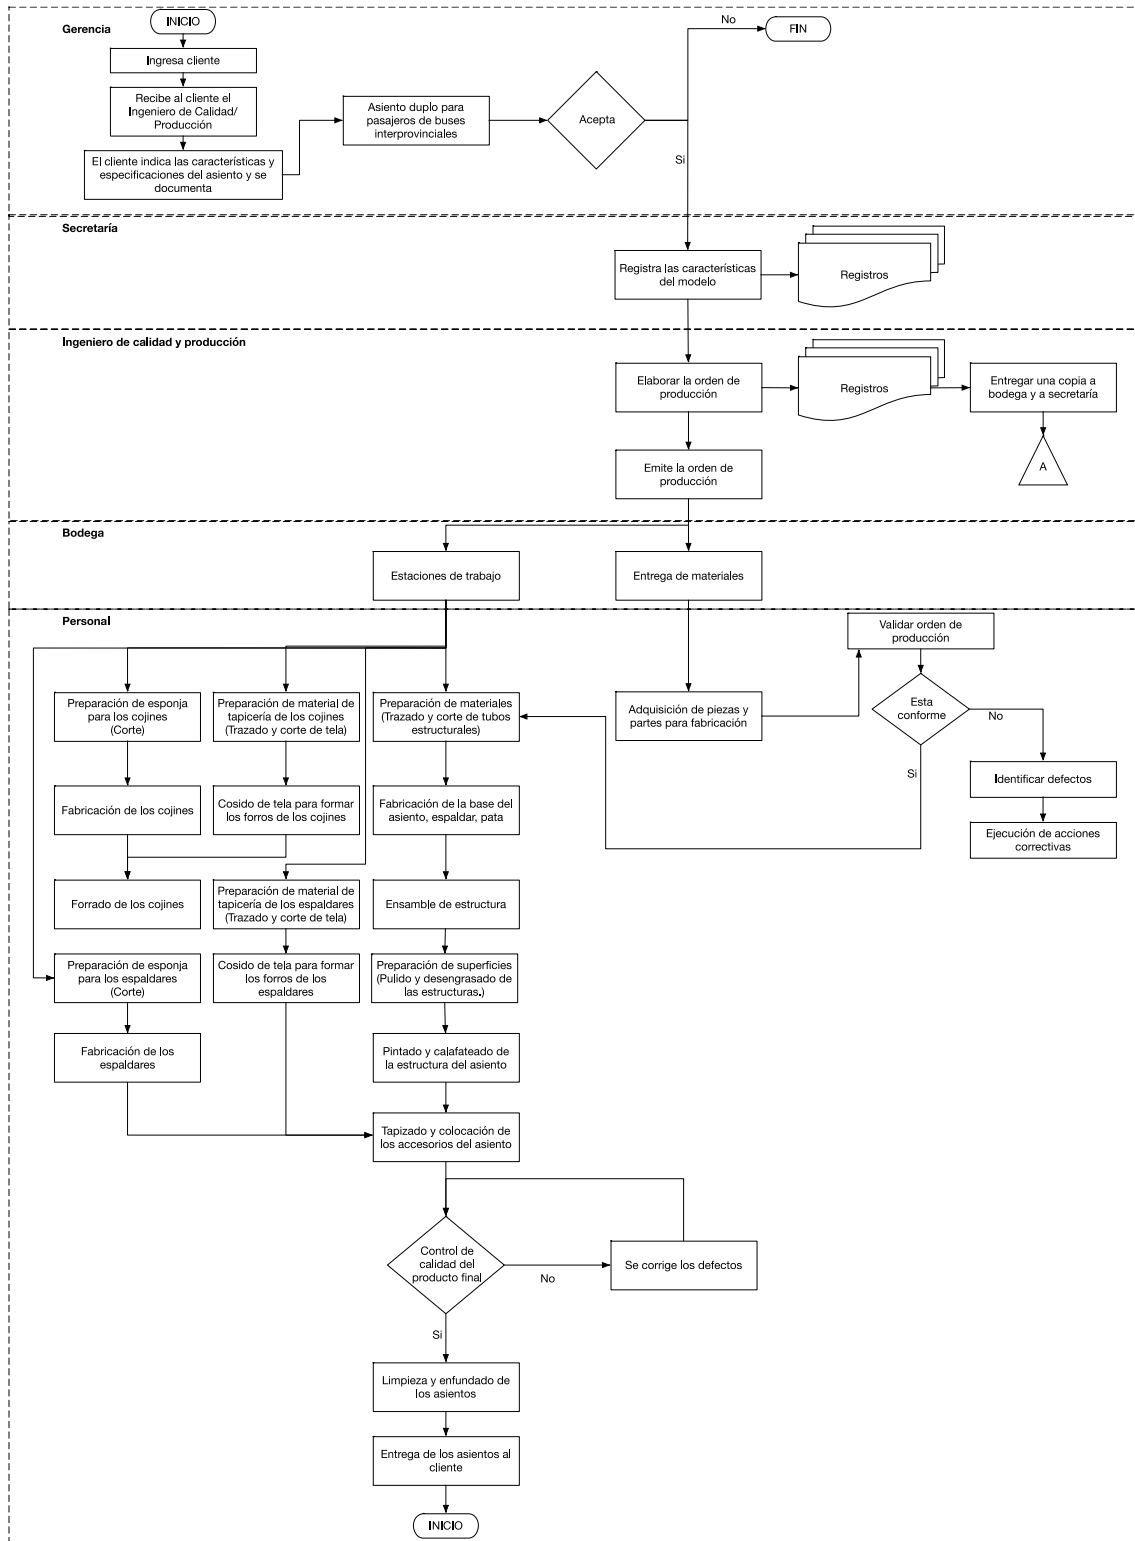 Gerencia
INICIO
Ingresa cliente
Recibe al cliente el
Ingeniero de Calidad/
Producción
El cliente indica las características y
especificaciones del asiento y se
documenta
Asiento duplo para
pasajeros de buses
interprovinciales
Acepta
No
FIN
Si
Secretaría
Registra las características
del modelo
Registros
Ingeniero de calidad y producción
Elaborar la orden de
producción
Registros
Entregar una copia a
bodega y a secretaría
A
Emite la orden de
producción
Bodega
Estaciones de trabajo
Entrega de materiales
Personal
Validar orden de
producción
Preparación de esponja
para los cojines
(Corte)
Preparación de material de
tapicería de los cojines
(Trazado y corte de tela)
Preparación de materiales
(Trazado y corte de tubos
estructurales)
Adquisición de piezas y
partes para fabricación
Esta
conforme
No
Si
Identificar defectos
Ejecución de acciones
correctivas
Fabricación de los cojines
Cosido de tela para formar
los forros de los cojines
Fabricación de la base del
asiento, espaldar, pata
Forrado de los cojines
Preparación de material de
tapicería de los espaldares
(Trazado y corte de tela)
Ensamble de estructura
Preparación de esponja
para los espaldares
(Corte)
Cosido de tela para formar
los forros de los
espaldares
Preparación de superficies
(Pulido y desengrasado de
las estructuras.)
Fabricación de los
espaldares
Pintado y calafateado de
la estructura del asiento
Tapizado y colocación de
los accesorios del asiento
Control de
calidad del
producto final
No
Se corrige los defectos
Si
Limpieza y enfundado de
los asientos
Entrega de los asientos al
cliente
INICIO